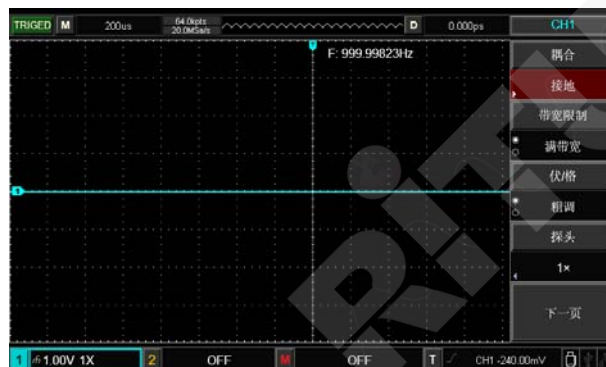 TRIGED M 200us 64.0kpts 20.0MSa/s D 0.000ps CH1
T
F: 999.99823Hz
耦合
接地
带宽限制
满带宽
伏/格
粗调
探头
1×
下一页
1
1 1.00V 1X 2 OFF M OFF T CH1 -240.00mV